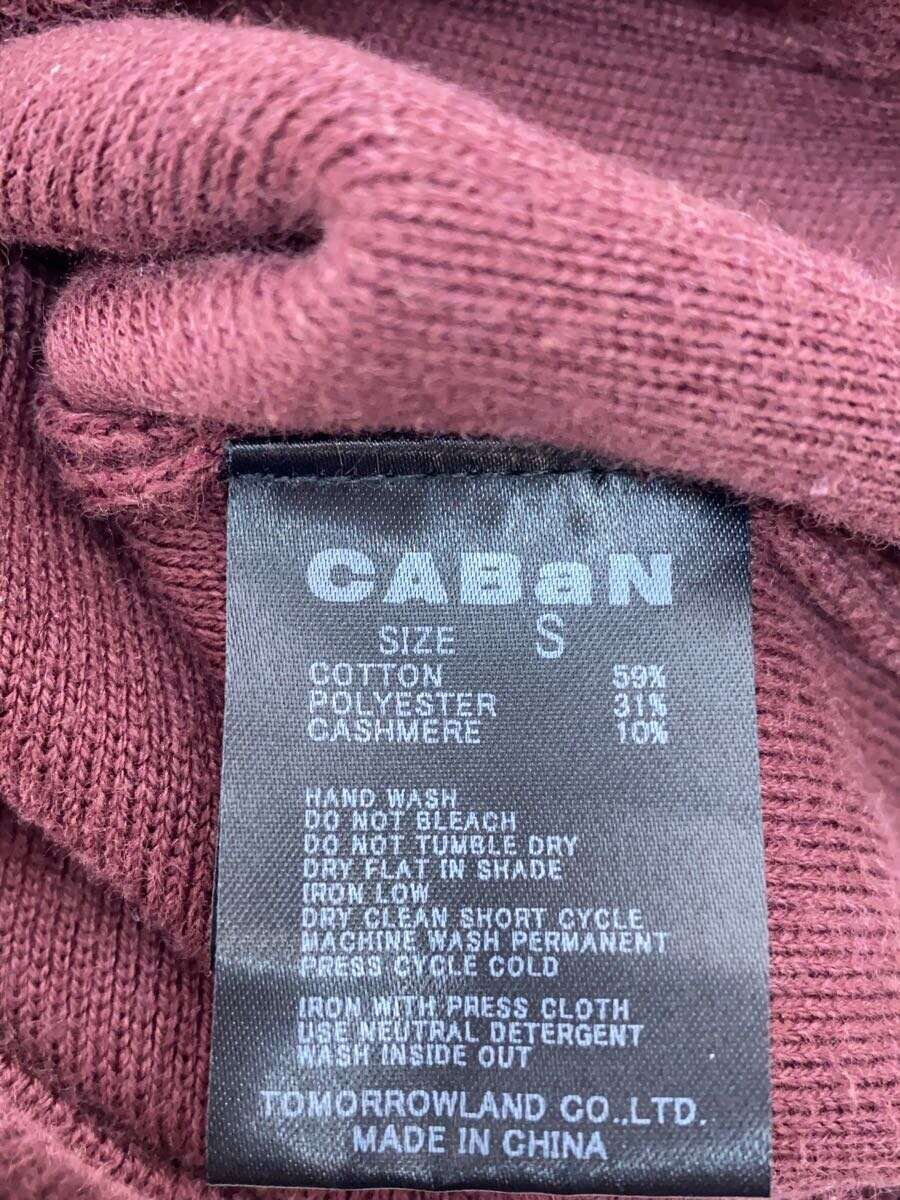 CABaN
SIZE S
COTTON 59%
POLYESTER 31%
CASHMERE 10%
HAND WASH
DO NOT BLEACH
DO NOT TUMBLE DRY
DRY FLAT IN SHADE
IRON LOW
DRY CLEAN SHORT CYCLE
MACHINE WASH PERMANENT
PRESS CYCLE COLD
IRON WITH PRESS CLOTH
USE NEUTRAL DETERGENT
WASH INSIDE OUT
TOMORROWLAND CO.,LTD.
MADE IN CHINA